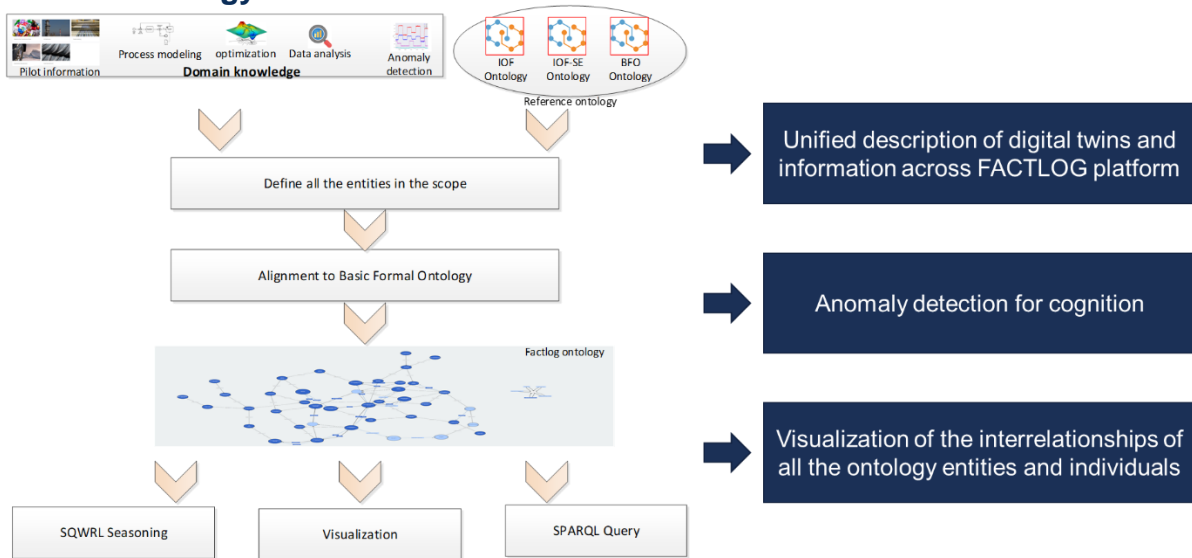 Pilot information
Process modeling
optimization
Data analysis
Anomaly
detection
Domain knowledge
IOF
Ontology
IOF-SE
Ontology
BFO
Ontology
Reference ontology
Define all the entities in the scope
Alignment to Basic Formal Ontology
Factlog ontology
SQWRL Seasoning
Visualization
SPARQL Query
Unified description of digital twins and
information across FACTLOG platform
Anomaly detection for cognition
Visualization of the interrelationships of
all the ontology entities and individuals